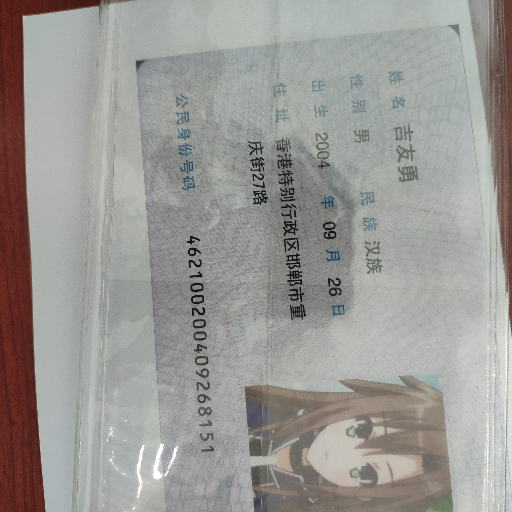 姓名 吉友勇
性别 男 民族 汉族
出生 2004 年 09 月 26 日
住址 香港特别行政区邯郸市重
庆街27路
公民身份号码 462100200409268151